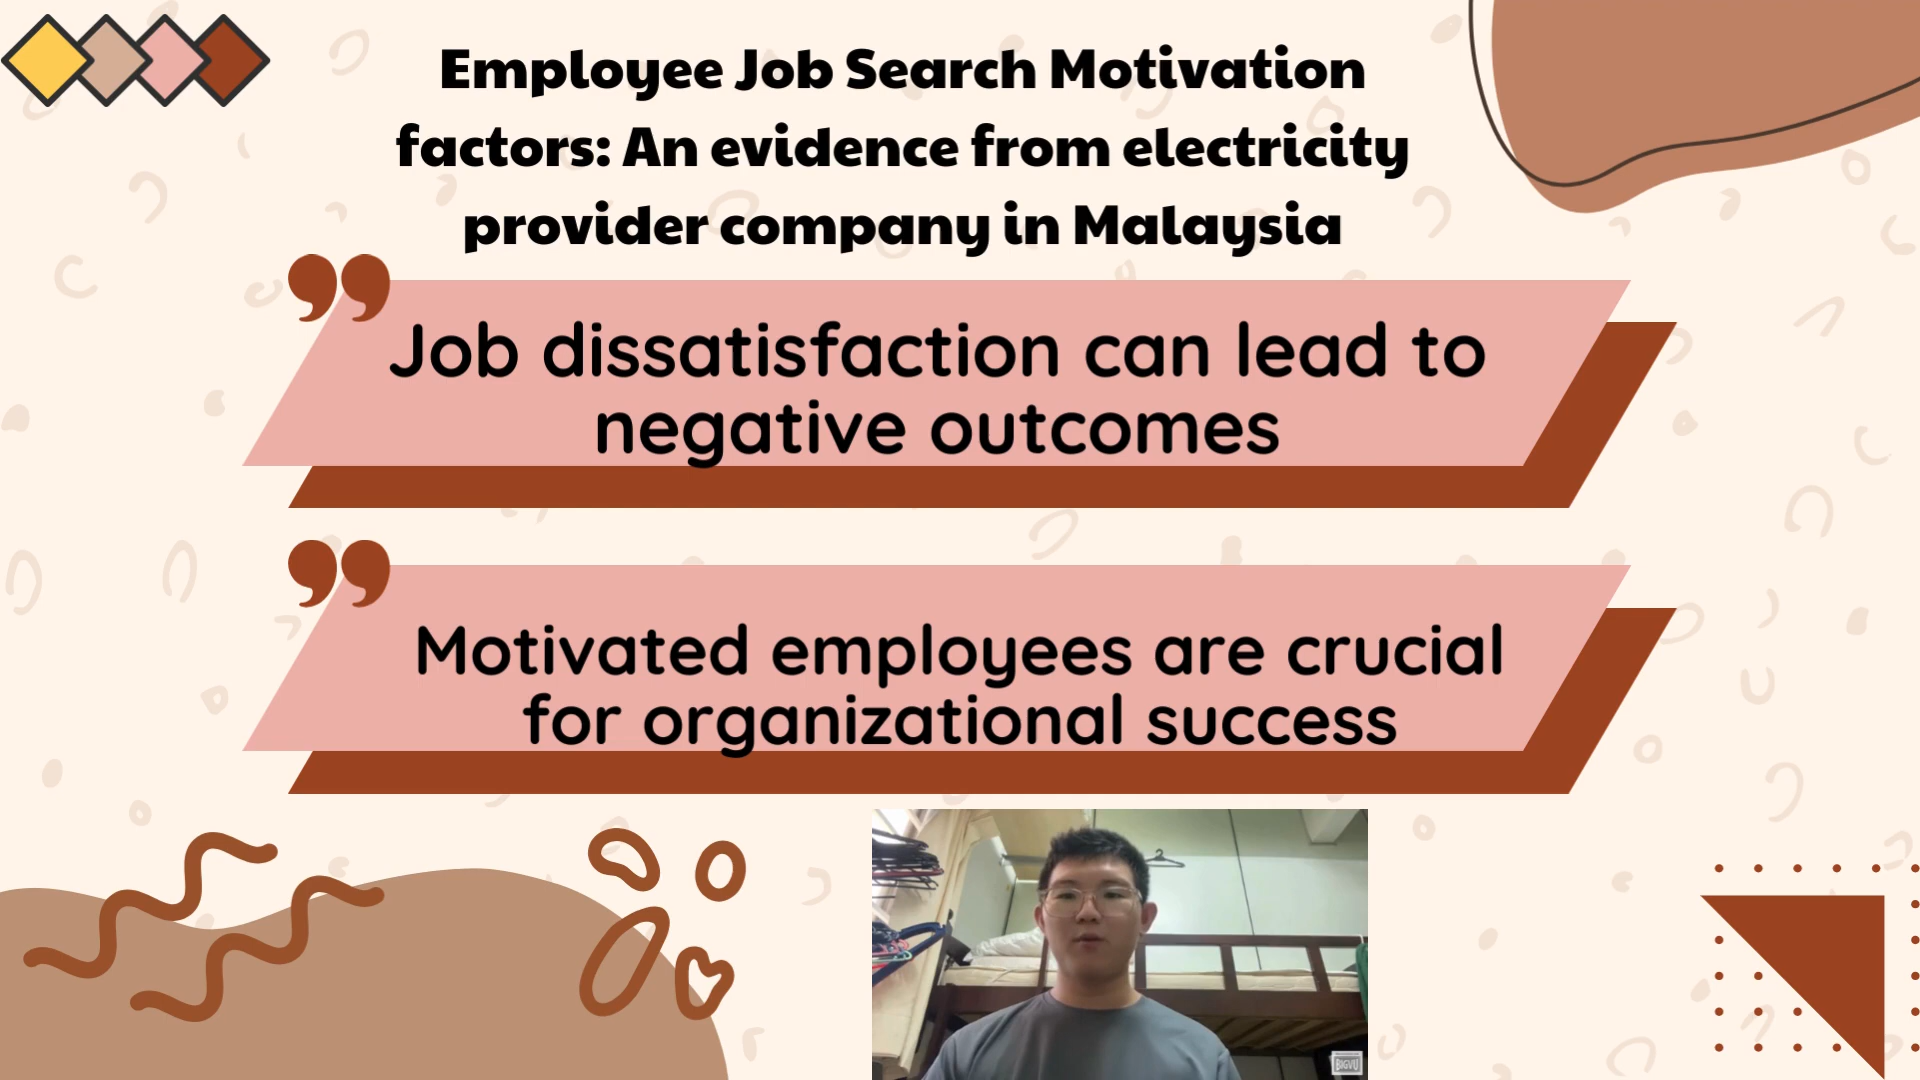 Employee Job Search Motivation
factors: An evidence from electricity
provider company in Malaysia
Job dissatisfaction can lead to
negative outcomes
Motivated employees are crucial
for organizational success
BIGVU